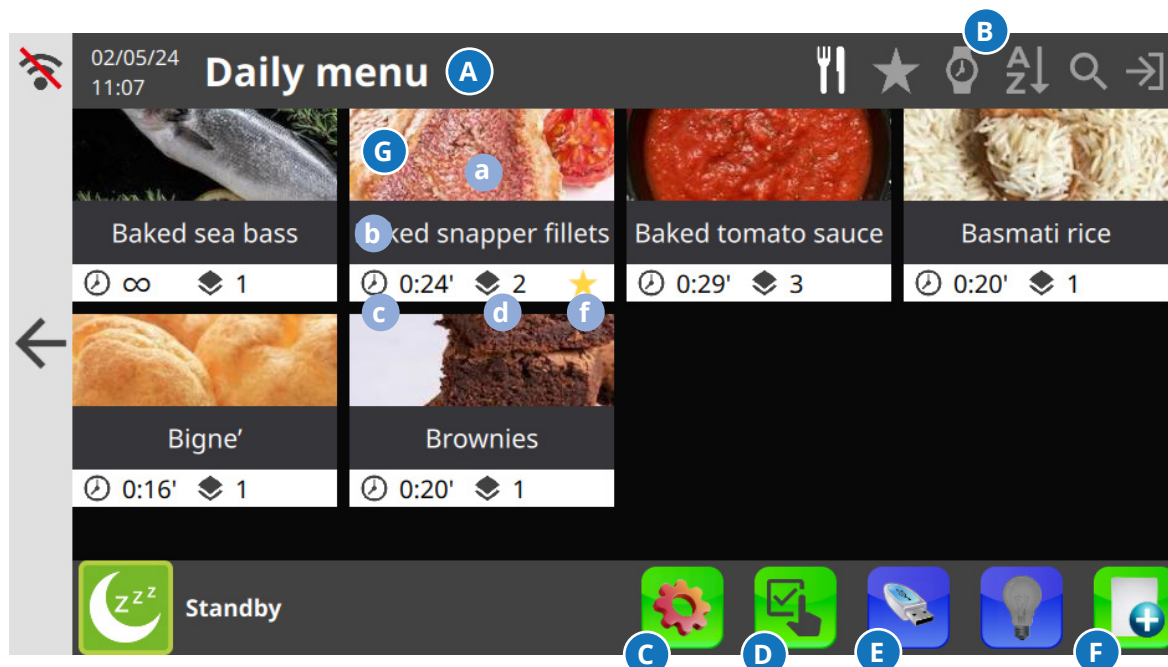 B
02/05/24
11:07
Daily menu
A
A
Z
G
a
Baked sea bass
b
ked snapper fillets
Baked tomato sauce
Basmati rice
∞ 1
0:24' 2
0:29' 3
0:20' 1
c
d
f
Bigne’
Brownies
0:16' 1
0:20' 1
zzz
Standby
C
D
E
F